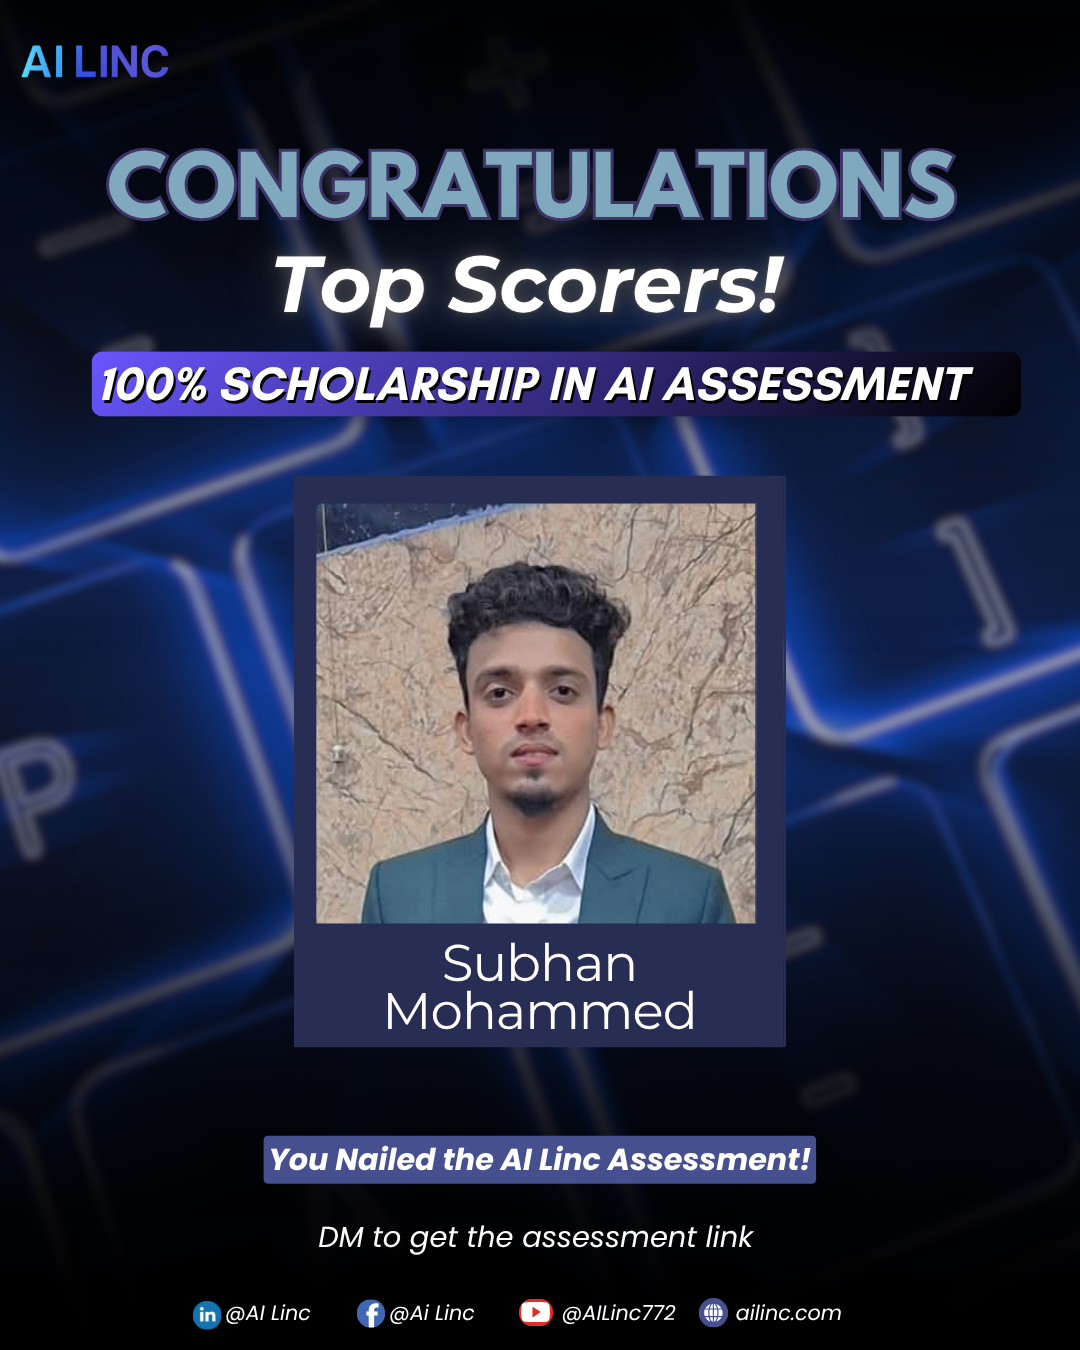 AI LINC
CONGRATULATIONS
Top Scorers!
100% SCHOLARSHIP IN AI ASSESSMENT
Subhan
Mohammed
You Nailed the AI Linc Assessment!
DM to get the assessment link
@AI Linc @Ai Linc @AILinc772 ailinc.com
P